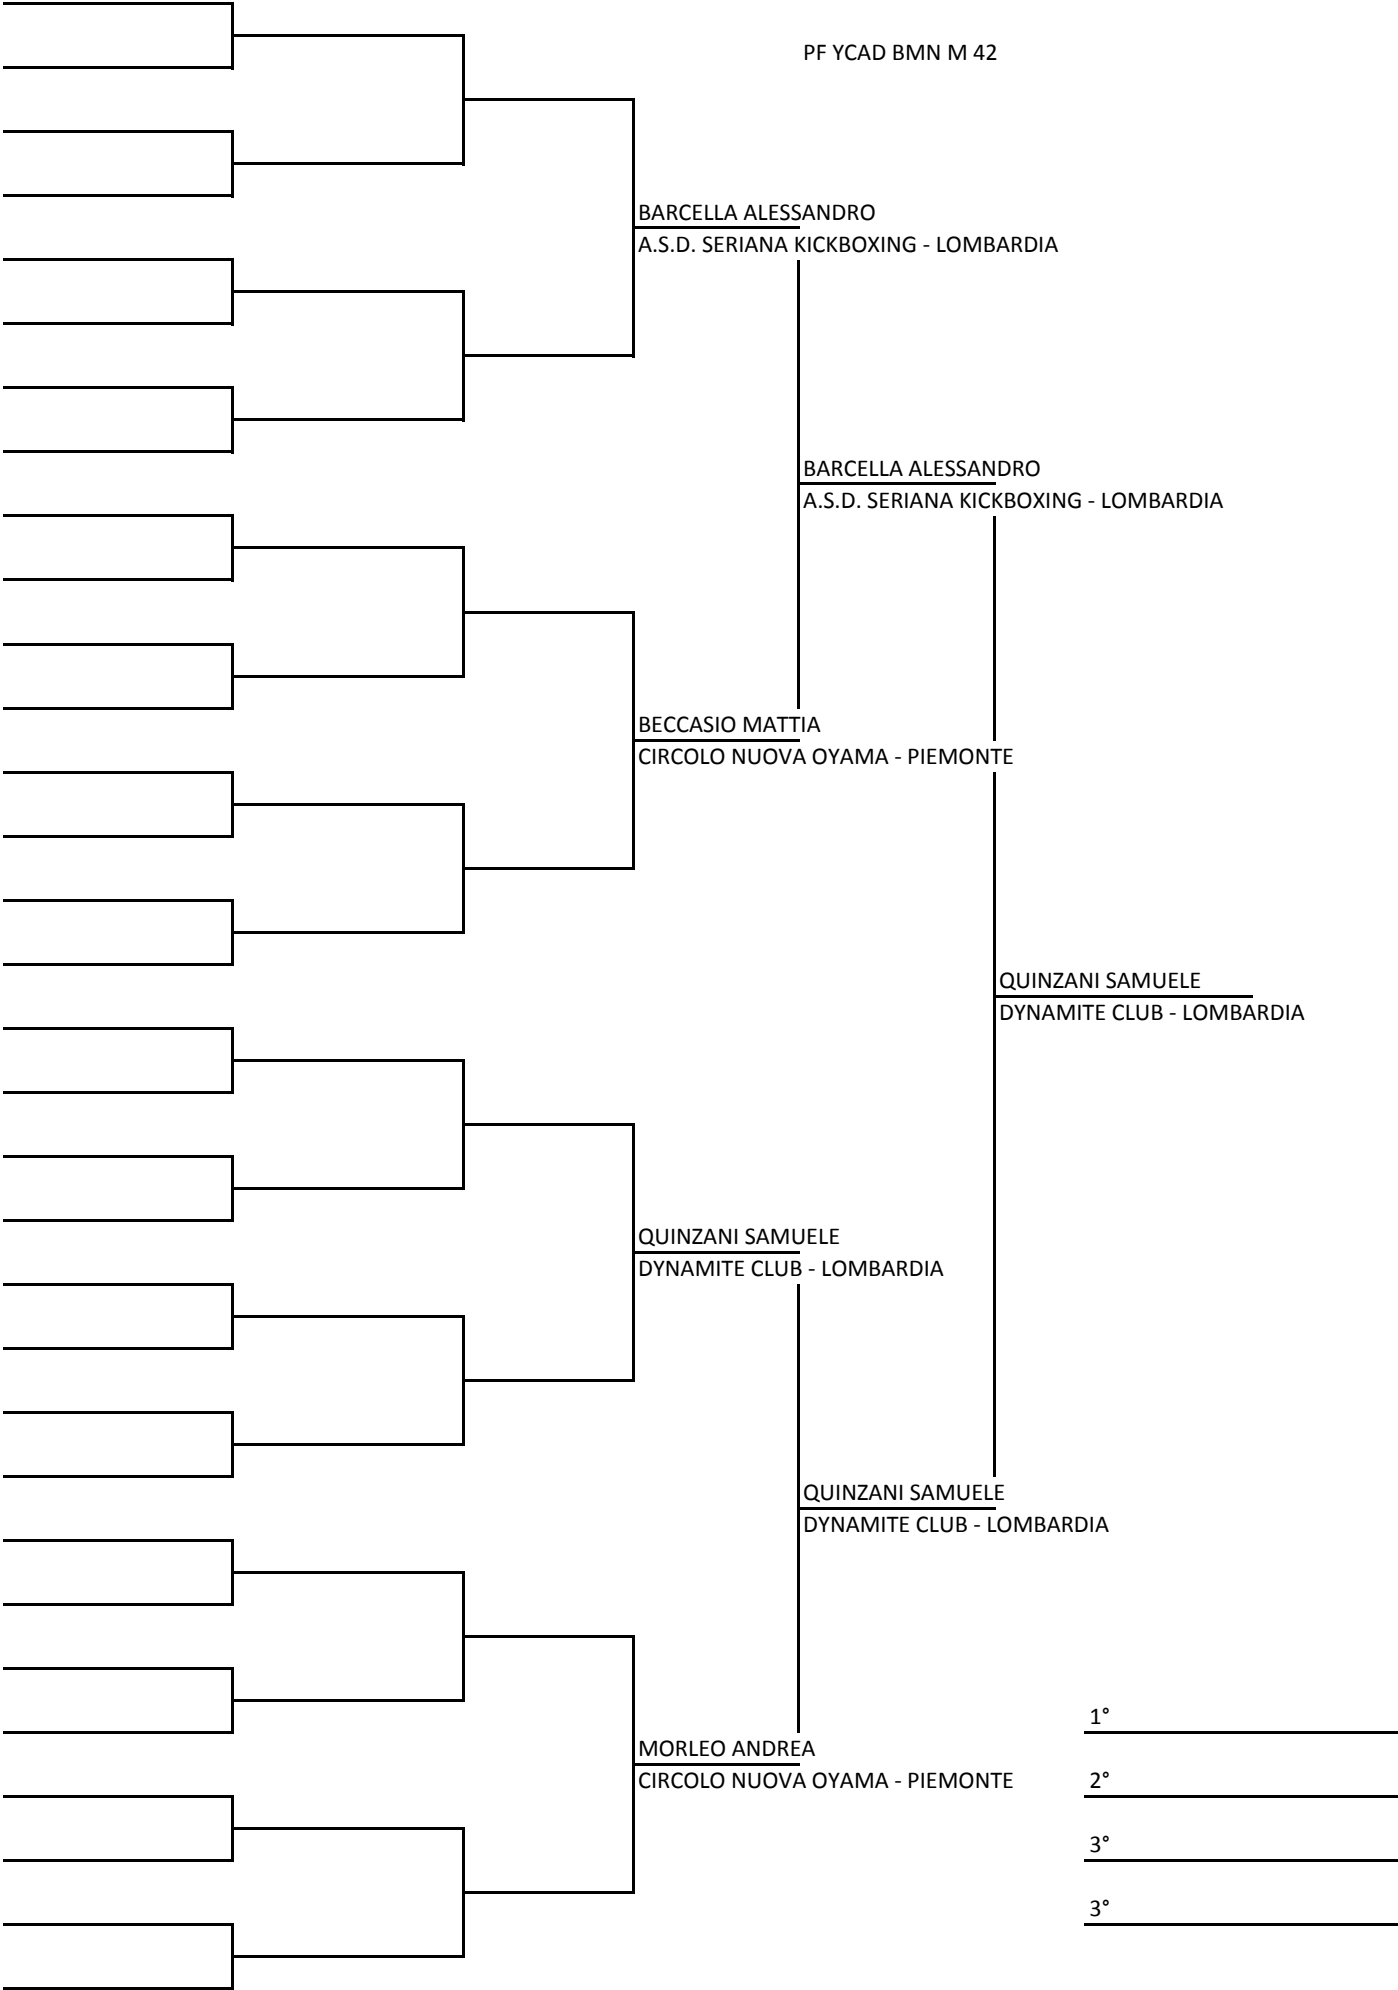 PF YCAD BMN M 42
BARCELLA ALESSANDRO
A.S.D. SERIANA KICKBOXING - LOMBARDIA
BARCELLA ALESSANDRO
A.S.D. SERIANA KICKBOXING - LOMBARDIA
BECCASIO MATTIA
CIRCOLO NUOVA OYAMA - PIEMONTE
QUINZANI SAMUELE
DYNAMITE CLUB - LOMBARDIA
QUINZANI SAMUELE
DYNAMITE CLUB - LOMBARDIA
QUINZANI SAMUELE
DYNAMITE CLUB - LOMBARDIA
1°
MORLEO ANDREA
CIRCOLO NUOVA OYAMA - PIEMONTE
2°
3°
3°